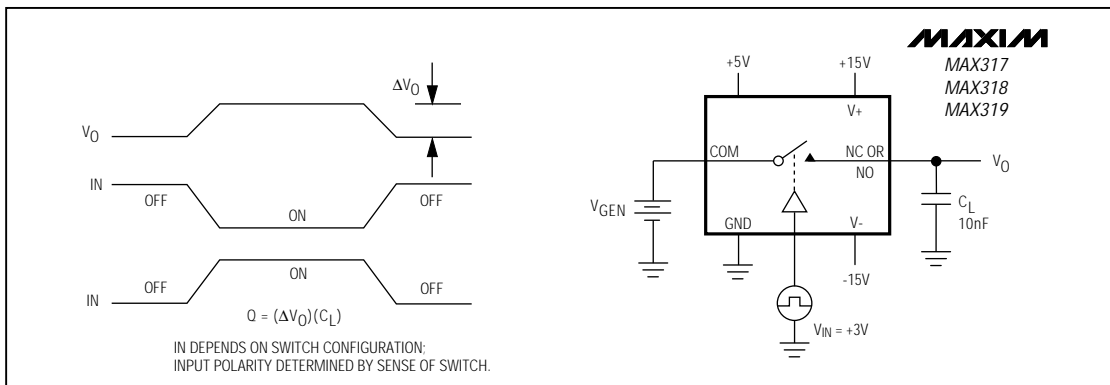 ΔVO
VO
IN
OFF
ON
OFF
IN
OFF
ON
OFF
Q = (ΔVO)(CL)
IN DEPENDS ON SWITCH CONFIGURATION;
INPUT POLARITY DETERMINED BY SENSE OF SWITCH.
MAXIM
MAX317
MAX318
MAX319
+5V
+15V
V+
COM
NC OR
NO
VO
VGEN
GND
V-
CL
10nF
-15V
VIN = +3V